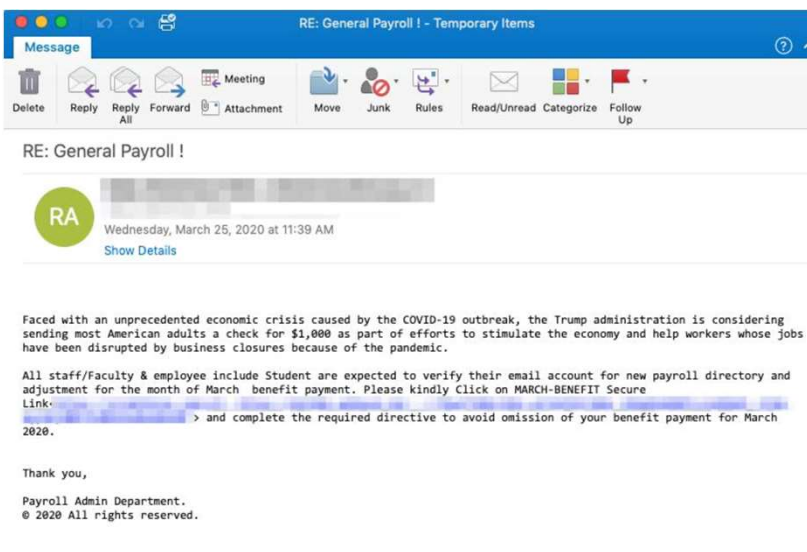 RE: General Payroll ! - Temporary Items
Message
Delete
Reply
Reply All
Forward
Meeting
Attachment
Move
Junk
Rules
Read/Unread
Categorize
Follow Up
RE: General Payroll !
RA
Wednesday, March 25, 2020 at 11:39 AM
Show Details
Faced with an unprecedented economic crisis caused by the COVID-19 outbreak, the Trump administration is considering
sending most American adults a check for $1,000 as part of efforts to stimulate the economy and help workers whose jobs
have been disrupted by business closures because of the pandemic.
All staff/Faculty & employee include Student are expected to verify their email account for new payroll directory and
adjustment for the month of March benefit payment. Please kindly Click on MARCH-BENEFIT Secure
Link
> and complete the required directive to avoid omission of your benefit payment for March
2020.
Thank you,
Payroll Admin Department.
© 2020 All rights reserved.